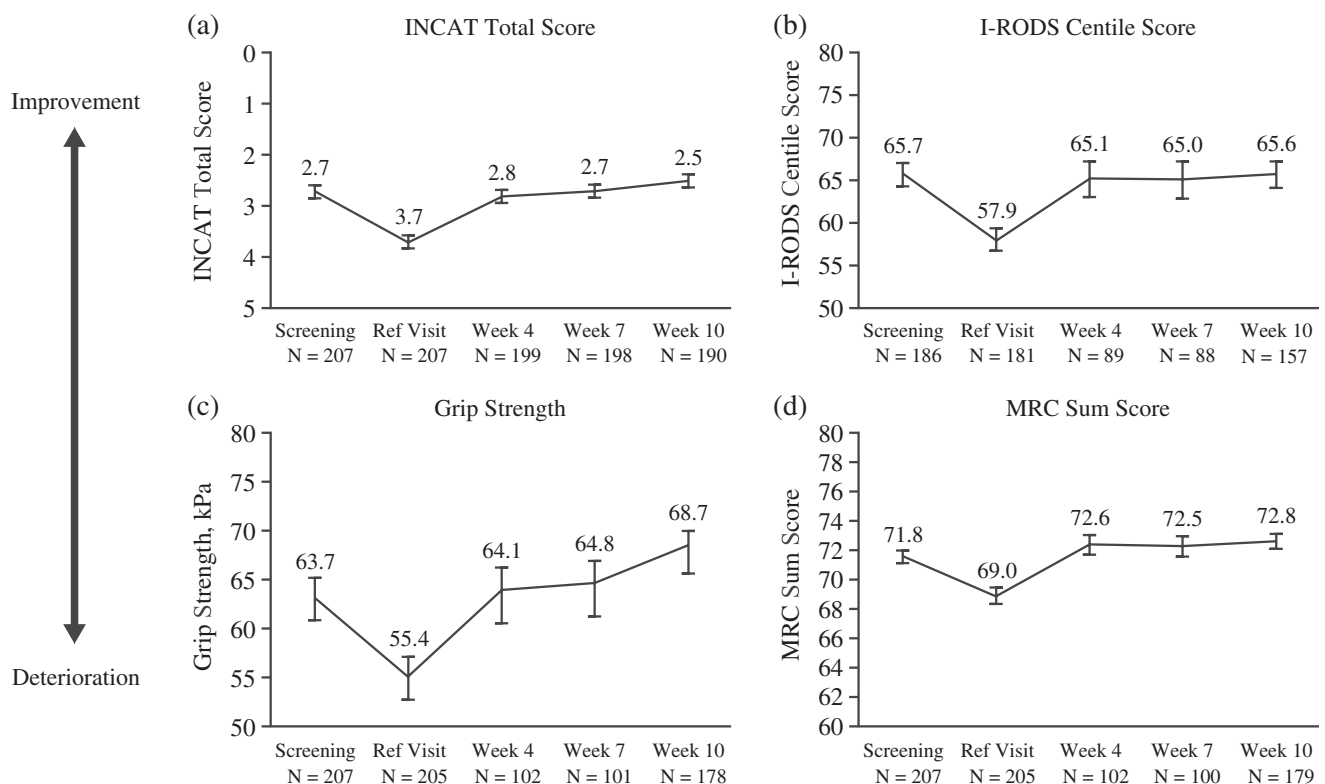 Improvement
Deterioration
(a)
INCAT Total Score
INCAT Total Score
0
1
2
3
4
5
2.7
3.7
2.8
2.7
2.5
Screening Ref Visit Week 4 Week 7 Week 10
N = 207 N = 207 N = 199 N = 198 N = 190
(b)
I-RODS Centile Score
I-RODS Centile Score
80
75
70
65
60
55
50
65.7
57.9
65.1
65.0
65.6
Screening Ref Visit Week 4 Week 7 Week 10
N = 186 N = 181 N = 89 N = 88 N = 157
(c)
Grip Strength
Grip Strength, kPa
80
75
70
65
60
55
50
63.7
55.4
64.1
64.8
68.7
Screening Ref Visit Week 4 Week 7 Week 10
N = 207 N = 205 N = 102 N = 101 N = 178
(d)
MRC Sum Score
MRC Sum Score
80
78
76
74
72
70
68
66
64
62
60
71.8
69.0
72.6
72.5
72.8
Screening Ref Visit Week 4 Week 7 Week 10
N = 207 N = 205 N = 102 N = 100 N = 179